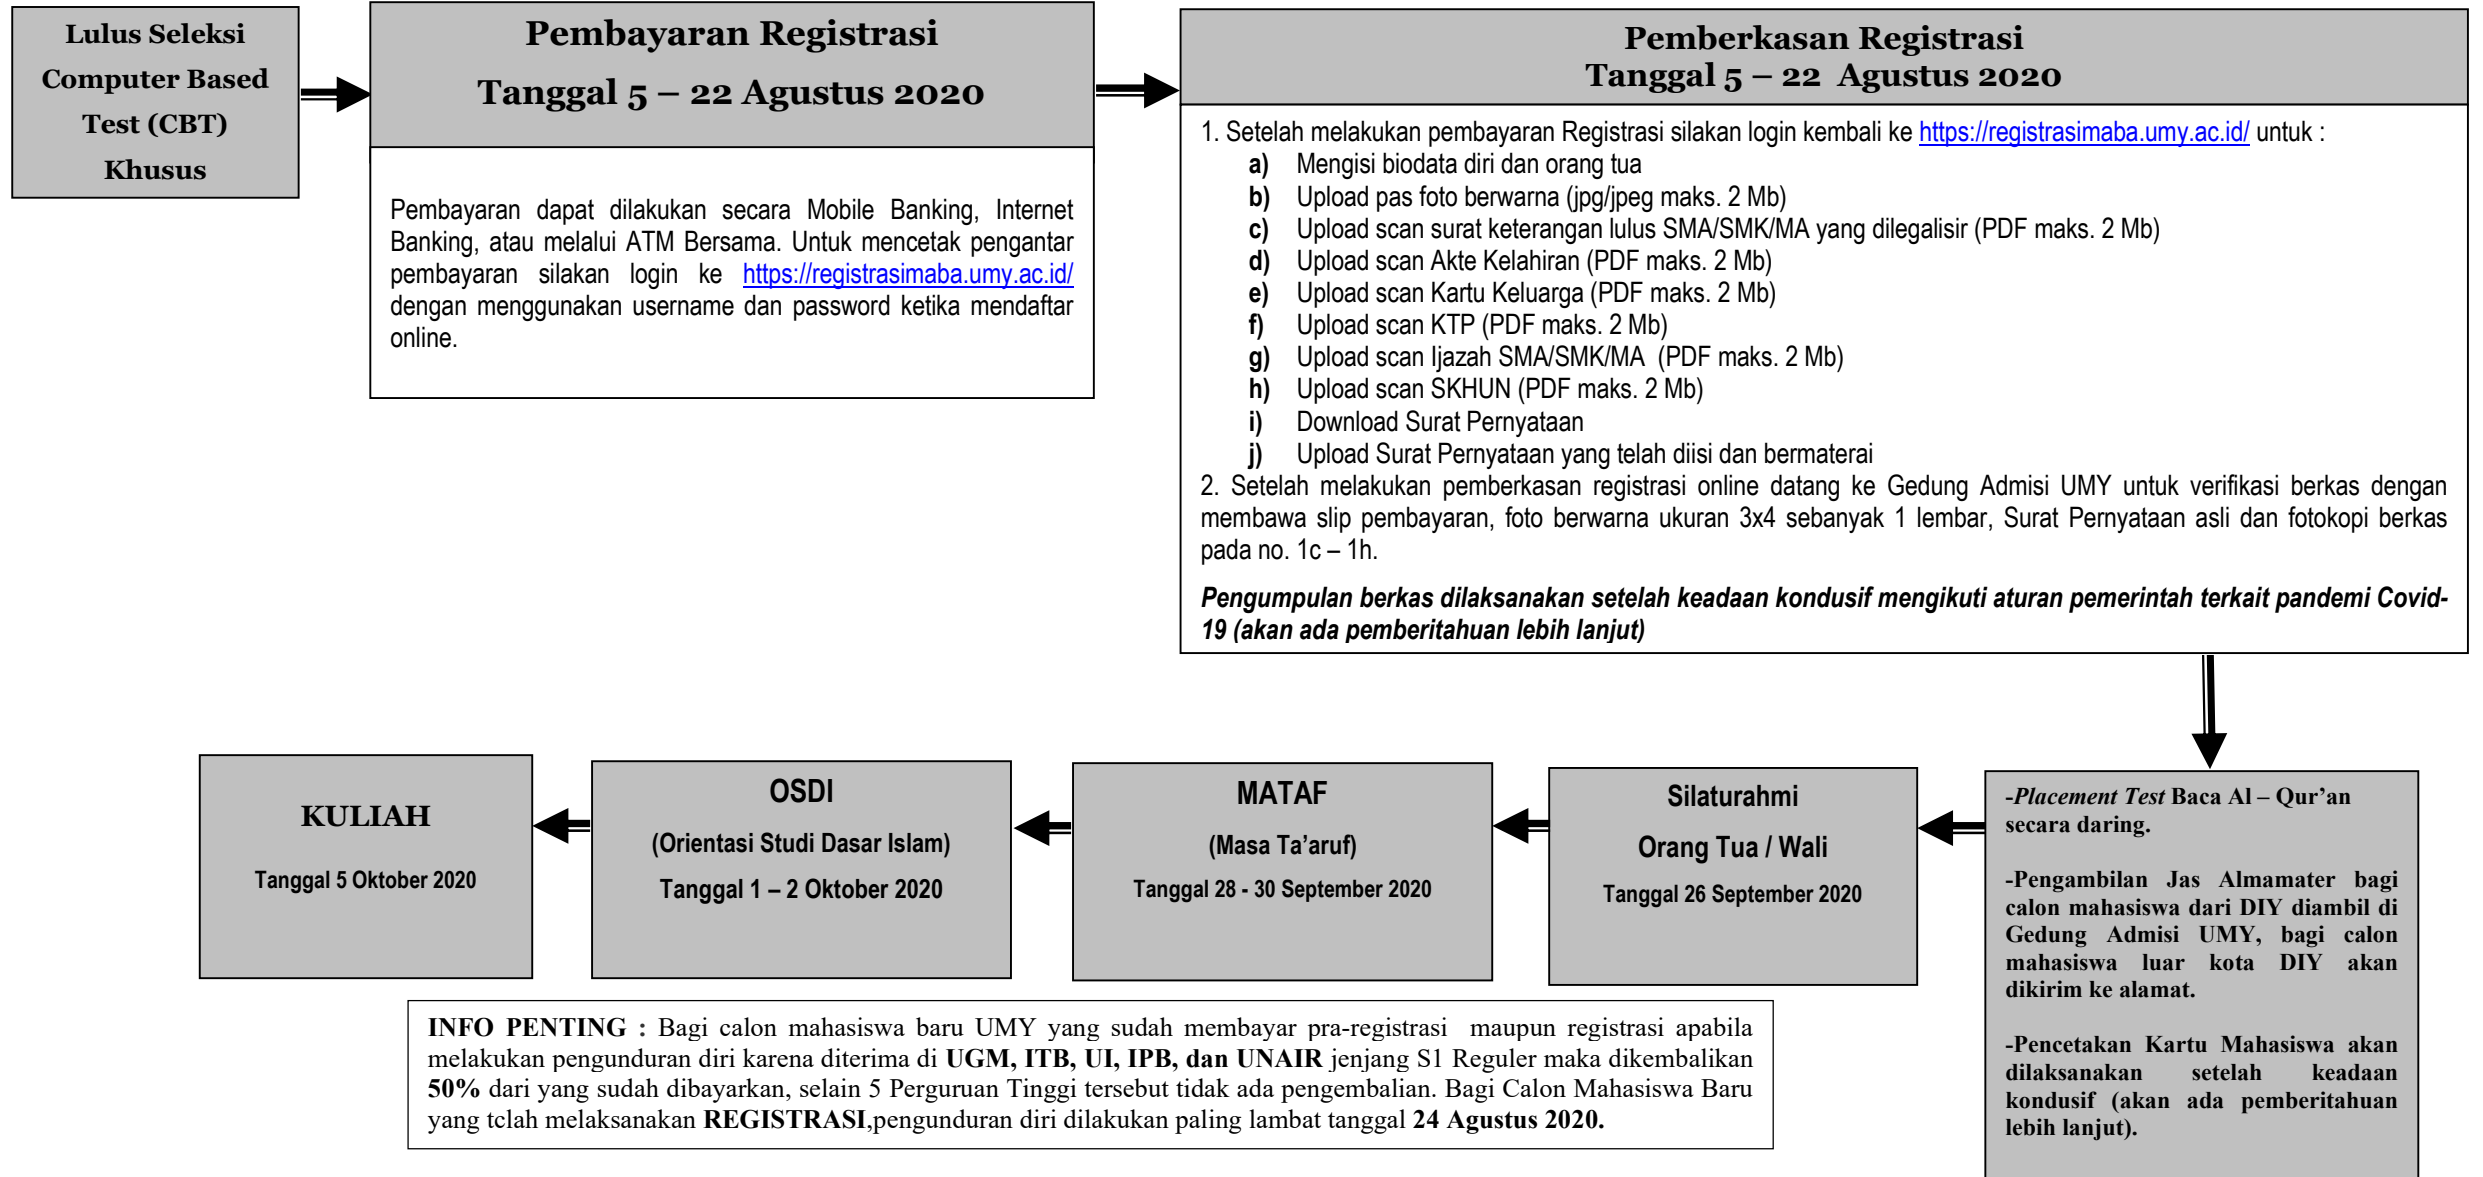 Lulus Seleksi
Computer Based
Test (CBT)
Khusus
Pembayaran Registrasi
Tanggal 5 – 22 Agustus 2020
Pembayaran dapat dilakukan secara Mobile Banking, Internet
Banking, atau melalui ATM Bersama. Untuk mencetak pengantar
pembayaran silakan login ke https://registrasimaba.umy.ac.id/
dengan menggunakan username dan password ketika mendaftar
online.
Pemberkasan Registrasi
Tanggal 5 – 22 Agustus 2020
1. Setelah melakukan pembayaran Registrasi silakan login kembali ke https://registrasimaba.umy.ac.id/ untuk :
a) Mengisi biodata diri dan orang tua
b) Upload pas foto berwarna (jpg/jpeg maks. 2 Mb)
c) Upload scan surat keterangan lulus SMA/SMK/MA yang dilegalisir (PDF maks. 2 Mb)
d) Upload scan Akte Kelahiran (PDF maks. 2 Mb)
e) Upload scan Kartu Keluarga (PDF maks. 2 Mb)
f) Upload scan KTP (PDF maks. 2 Mb)
g) Upload scan Ijazah SMA/SMK/MA (PDF maks. 2 Mb)
h) Upload scan SKHUN (PDF maks. 2 Mb)
i) Download Surat Pernyataan
j) Upload Surat Pernyataan yang telah diisi dan bermaterai
2. Setelah melakukan pemberkasan registrasi online datang ke Gedung Admisi UMY untuk verifikasi berkas dengan
membawa slip pembayaran, foto berwarna ukuran 3x4 sebanyak 1 lembar, Surat Pernyataan asli dan fotokopi berkas
pada no. 1c – 1h.
Pengumpulan berkas dilaksanakan setelah keadaan kondusif mengikuti aturan pemerintah terkait pandemi Covid-
19 (akan ada pemberitahuan lebih lanjut)
-Placement Test Baca Al – Qur’an
secara daring.
-Pengambilan Jas Almamater bagi
calon mahasiswa dari DIY diambil di
Gedung Admisi UMY, bagi calon
mahasiswa luar kota DIY akan
dikirim ke alamat.
-Pencetakan Kartu Mahasiswa akan
dilaksanakan setelah keadaan
kondusif (akan ada pemberitahuan
lebih lanjut).
Silaturahmi
Orang Tua / Wali
Tanggal 26 September 2020
MATAF
(Masa Ta’aruf)
Tanggal 28 - 30 September 2020
OSDI
(Orientasi Studi Dasar Islam)
Tanggal 1 – 2 Oktober 2020
KULIAH
Tanggal 5 Oktober 2020
INFO PENTING : Bagi calon mahasiswa baru UMY yang sudah membayar pra-registrasi maupun registrasi apabila
melakukan pengunduran diri karena diterima di UGM, ITB, UI, IPB, dan UNAIR jenjang S1 Reguler maka dikembalikan
50% dari yang sudah dibayarkan, selain 5 Perguruan Tinggi tersebut tidak ada pengembalian. Bagi Calon Mahasiswa Baru
yang tclah melaksanakan REGISTRASI,pengunduran diri dilakukan paling lambat tanggal 24 Agustus 2020.